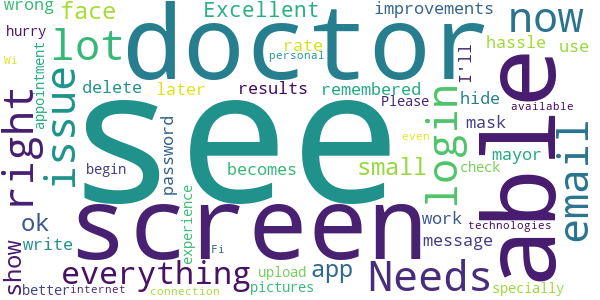 wrong
face
Excellent
improvements
now
hurry
lot
doctor
rate
personal
I'll
hassle
use
Wi
appointment
issue
delete
later
results
remembered
hide
able
right
see
password
Please
login
available
mask
even
email
begin
becomes
small
check
mayor
show
ok
write
screen
experience
Fi
work
message
technologies
everything
upload
pictures
app
Needs
better
internet
connection
specially